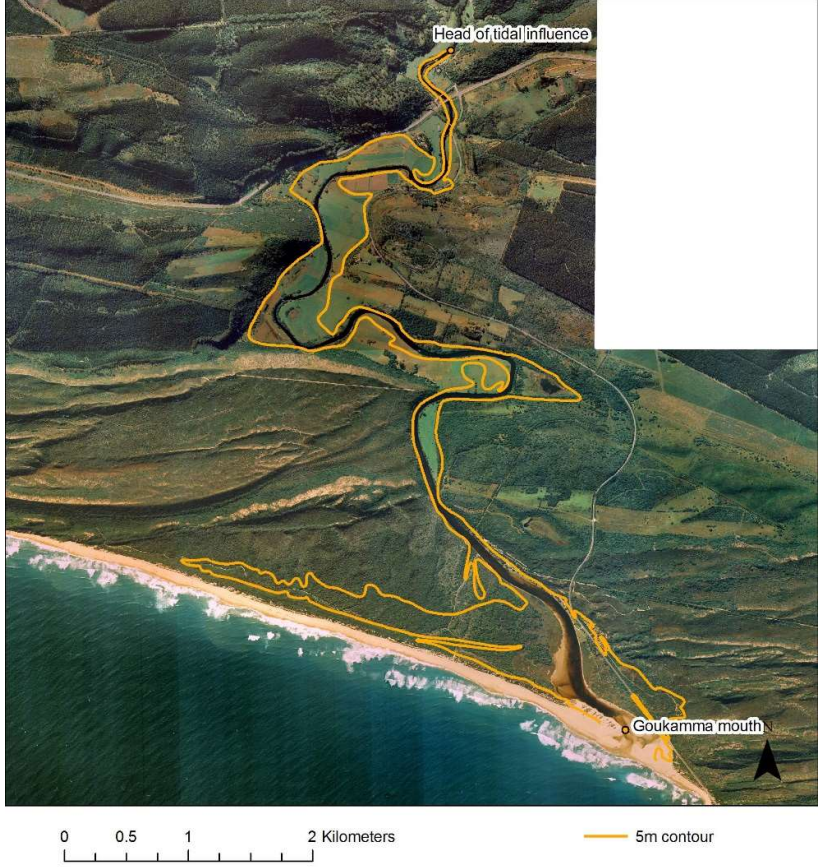 Head of tidal influence
Goukamma mouth
N
0 0.5 1 2 Kilometers
5m contour